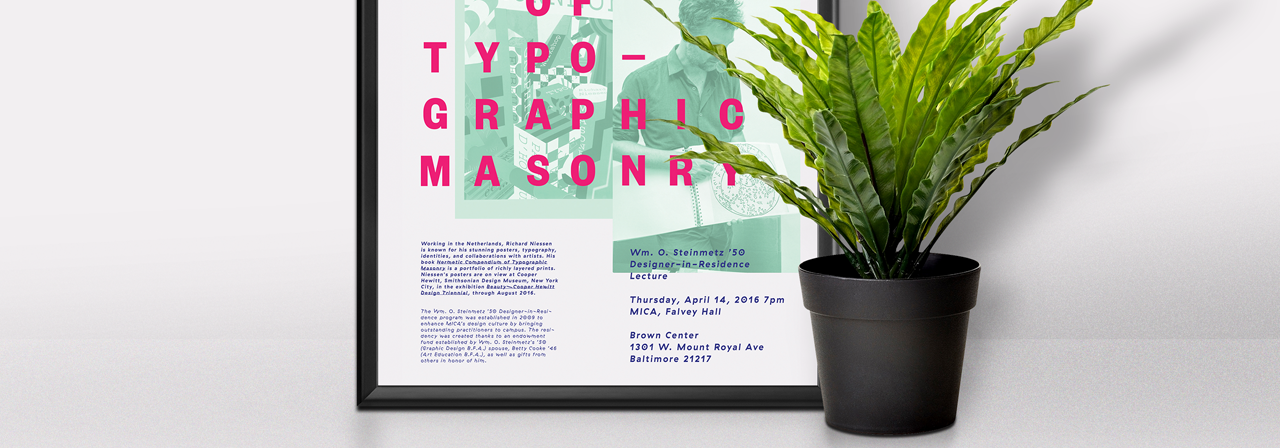 OF
TYPO–
GRAPHIC
MASONRY
Working in the Netherlands, Richard Niessen
is known for his stunning posters, typography,
identities, and collaborations with artists. His
book Hermetic Compendium of Typographic
Masonry is a portfolio of richly layered prints.
Niessen's posters are on view at Cooper
Hewitt, Smithsonian Design Museum, New York
City, in the exhibition Beauty—Cooper Hewitt
Design Triennial, through August 2016.
The Wm. O. Steinmetz '50 Designer-in-Resi-
dence program was established in 2009 to
enhance MICA's design culture by bringing
outstanding practitioners to campus. The resi-
dency was created thanks to an endowment
fund established by Wm. O. Steinmetz's '50
(Graphic Design B.F.A.) spouse, Betty Cooke '46
(Art Education B.F.A.), as well as gifts from
others in honor of him.
Wm. O. Steinmetz '50
Designer–in–Residence
Lecture
Thursday, April 14, 2016 7pm
MICA, Falvey Hall
Brown Center
1301 W. Mount Royal Ave
Baltimore 21217